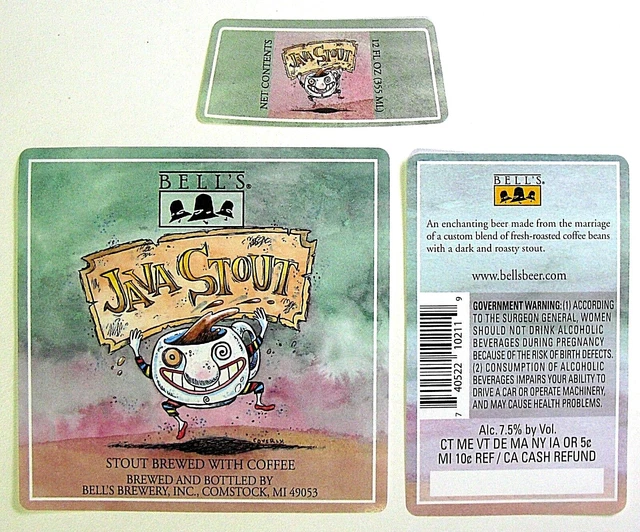 NET CONTENTS
JAVA STOUT
12 FL.OZ (355 ML)
BELL'S®
JAVA STOUT
COVERLY
STOUT BREWED WITH COFFEE
BREWED AND BOTTLED BY
BELL'S BREWERY, INC., COMSTOCK, MI 49053
BELL'S®
An enchanting beer made from the marriage
of a custom blend of fresh-roasted coffee beans
with a dark and roasty stout.
www.bellsbeer.com
7 40522 10211 9
GOVERNMENT WARNING: (1) ACCORDING
TO THE SURGEON GENERAL, WOMEN
SHOULD NOT DRINK ALCOHOLIC
BEVERAGES DURING PREGNANCY
BECAUSE OF THE RISK OF BIRTH DEFECTS.
(2) CONSUMPTION OF ALCOHOLIC
BEVERAGES IMPAIRS YOUR ABILITY TO
DRIVE A CAR OR OPERATE MACHINERY,
AND MAY CAUSE HEALTH PROBLEMS.
Alc. 7.5% by Vol.
CT ME VT DE MA NY IA OR 5¢
MI 10¢ REF / CA CASH REFUND